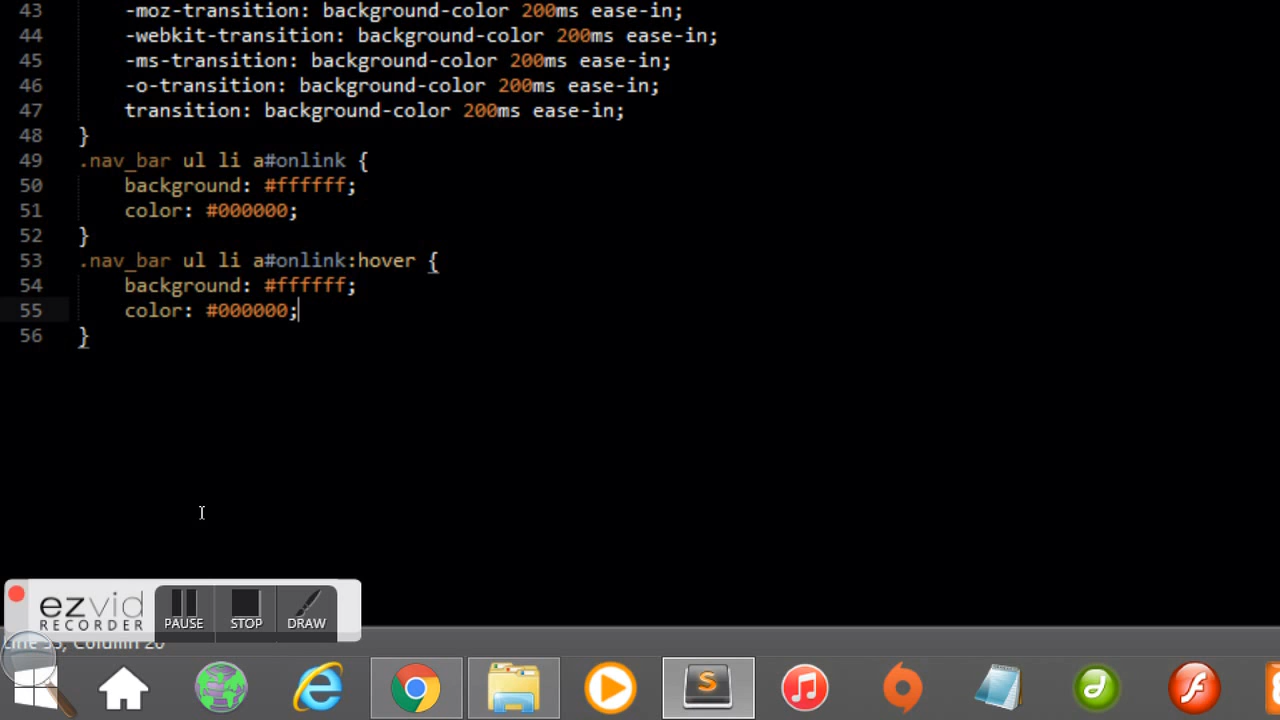 43 -moz-transition: background-color 200ms ease-in;
44 -webkit-transition: background-color 200ms ease-in;
45 -ms-transition: background-color 200ms ease-in;
46 -o-transition: background-color 200ms ease-in;
47 transition: background-color 200ms ease-in;
48 }
49 .nav_bar ul li a#onlink {
50 background: #ffffff;
51 color: #000000;
52 }
53 .nav_bar ul li a#onlink:hover {
54 background: #ffffff;
55 color: #000000;
56 }
ezvid
RECORDER
PAUSE
STOP
DRAW
Column 20
S